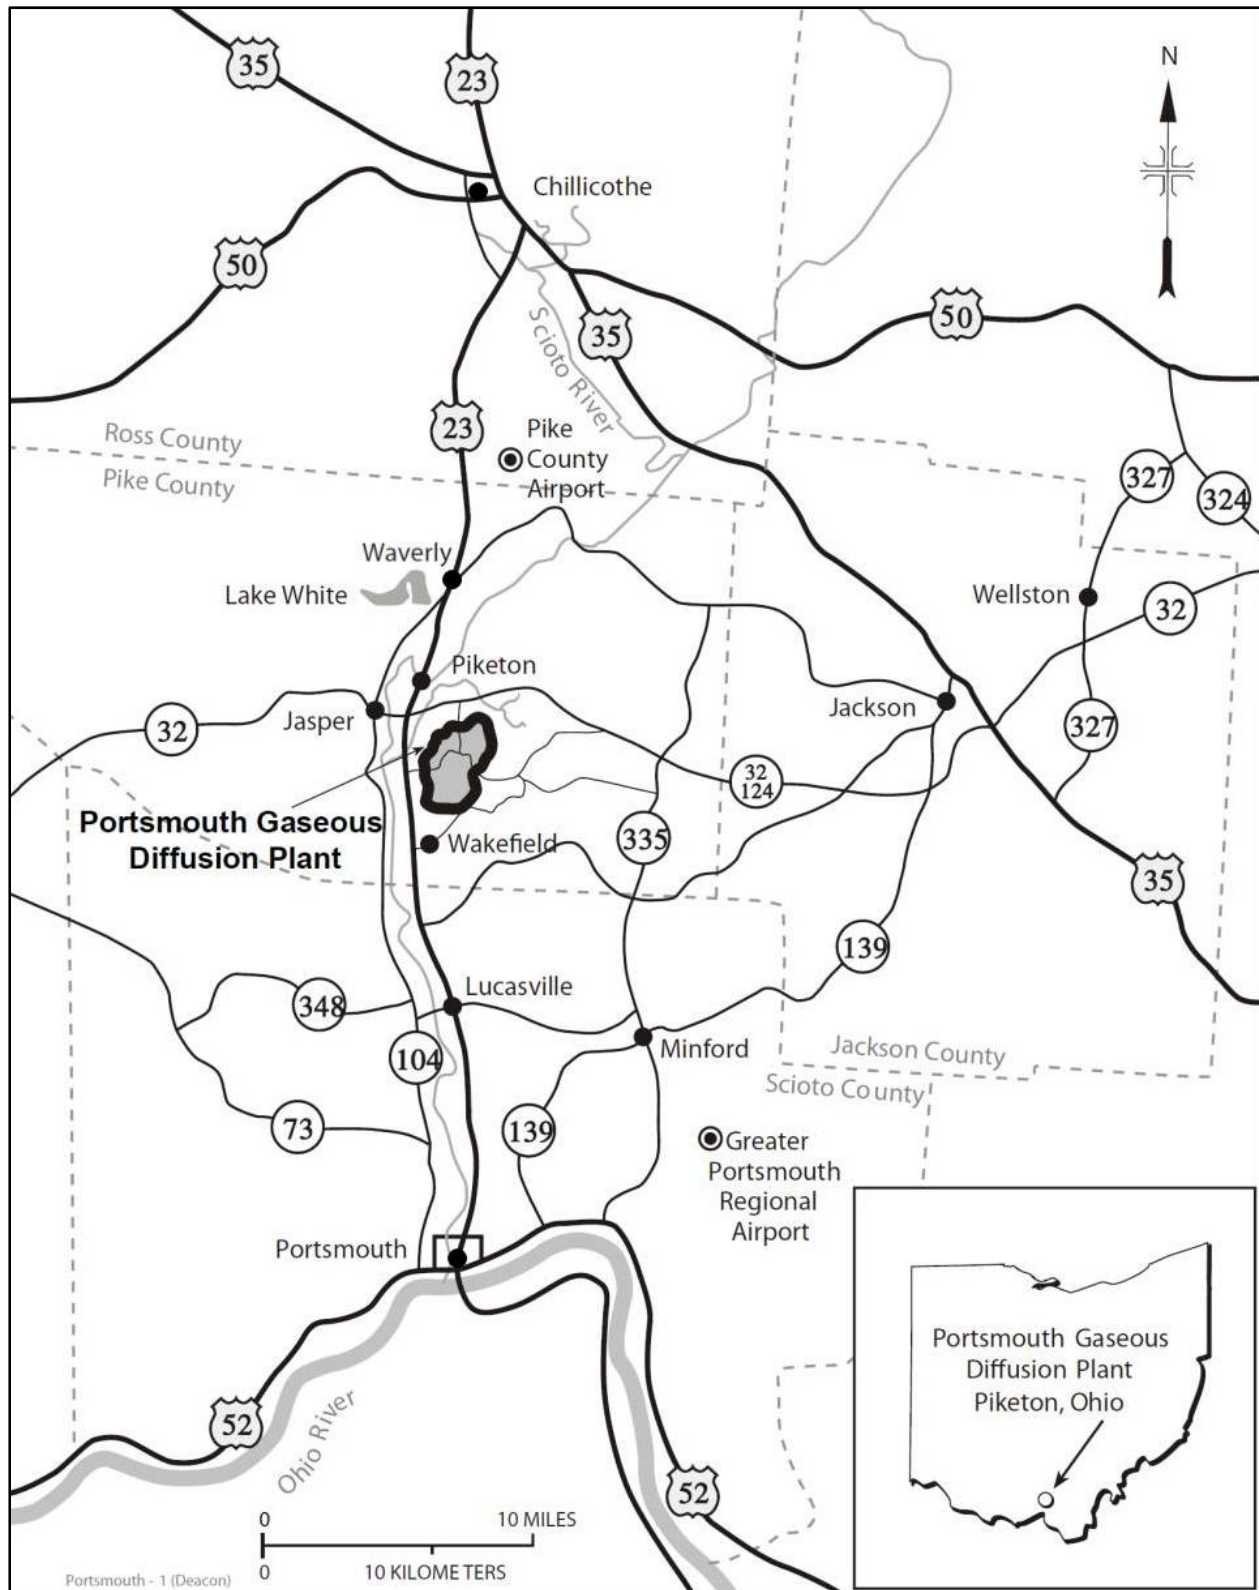 35
23
N
Chillicothe
50
50
35
Scioto River
23
Pike
County
Airport
Ross County
Pike County
327
324
Waverly
Lake White
Wellston
32
Piketon
Jasper
Jackson
32
327
32
124
Portsmouth Gaseous
Diffusion Plant
Wakefield
335
35
139
Lucasville
348
Minford
104
Jackson County
Scioto County
73
139
Greater
Portsmouth
Regional
Airport
Portsmouth
Portsmouth Gaseous
Diffusion Plant
Piketon, Ohio
52
Ohio River
52
0
10 MILES
0
10 KILOMETERS
Portsmouth - 1 (Deacon)